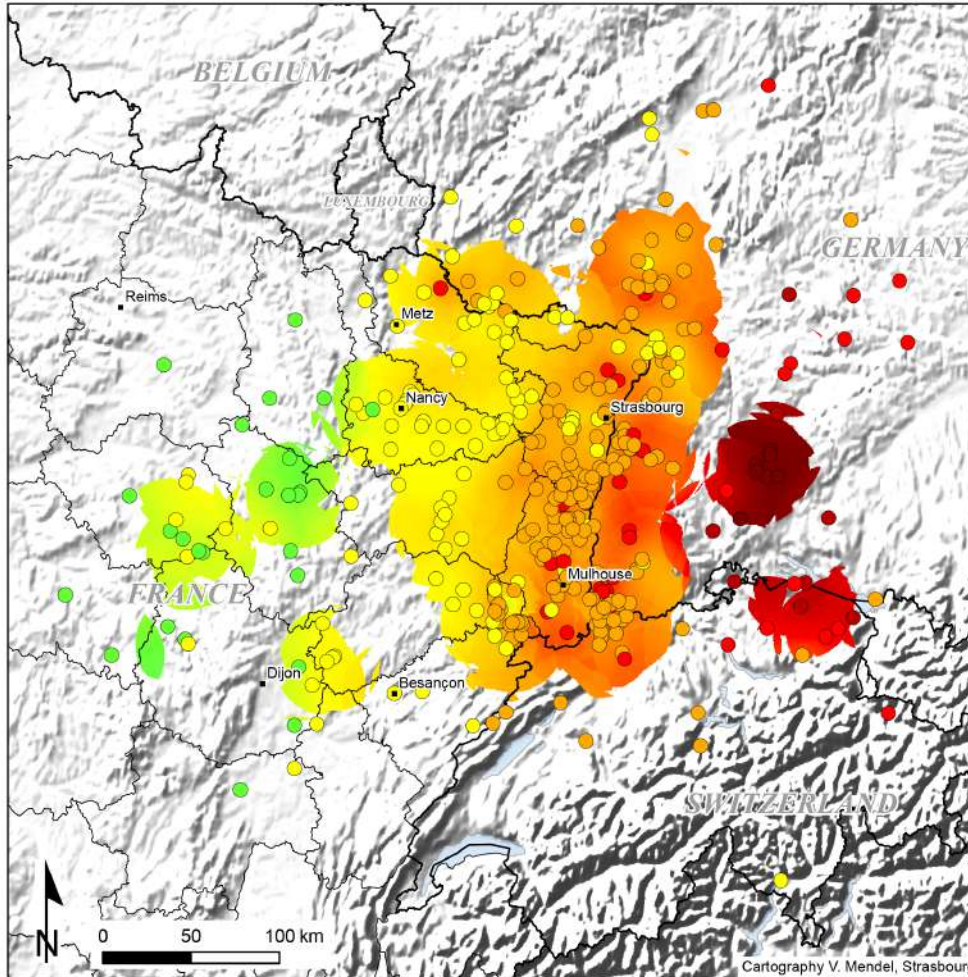 BELGIUM
LUXEMBOURG
GERMANY
Reims
Metz
Nancy
Strasbourg
FRANCE
Mulhouse
Dijon
Besançon
SWITZERLAND
N
0 50 100 km
Cartography V. Mendel, Strasbour